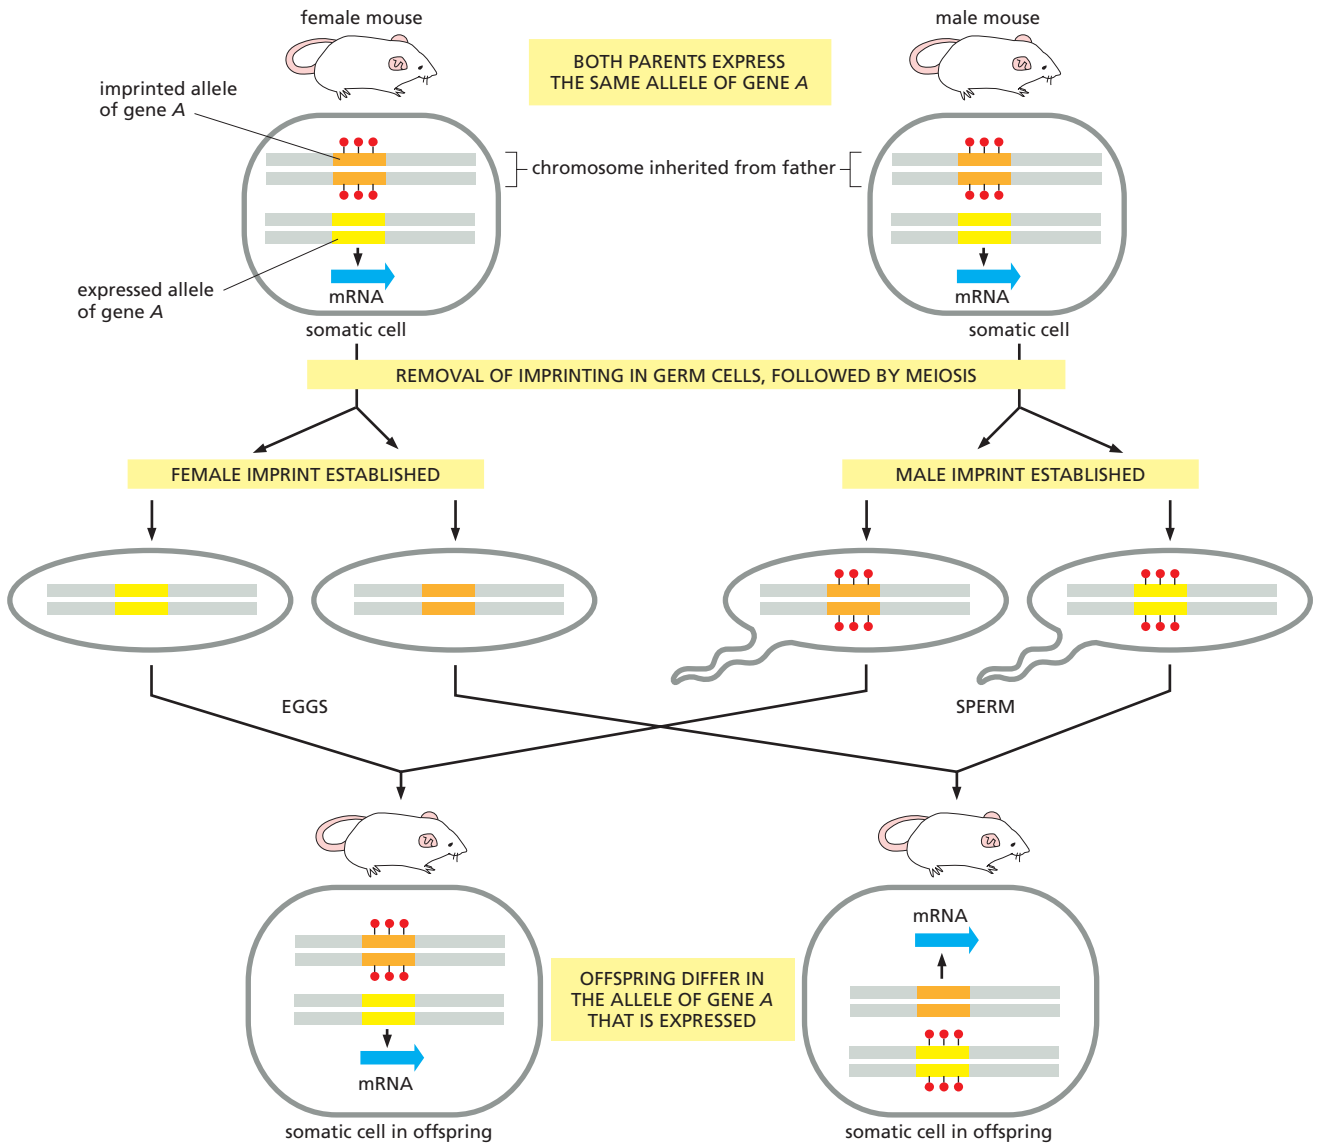 female mouse
male mouse
BOTH PARENTS EXPRESS
THE SAME ALLELE OF GENE A
imprinted allele
of gene A
chromosome inherited from father
expressed allele
of gene A
mRNA
mRNA
somatic cell
somatic cell
REMOVAL OF IMPRINTING IN GERM CELLS, FOLLOWED BY MEIOSIS
FEMALE IMPRINT ESTABLISHED
MALE IMPRINT ESTABLISHED
EGGS
SPERM
mRNA
OFFSPRING DIFFER IN
THE ALLELE OF GENE A
THAT IS EXPRESSED
mRNA
somatic cell in offspring
somatic cell in offspring